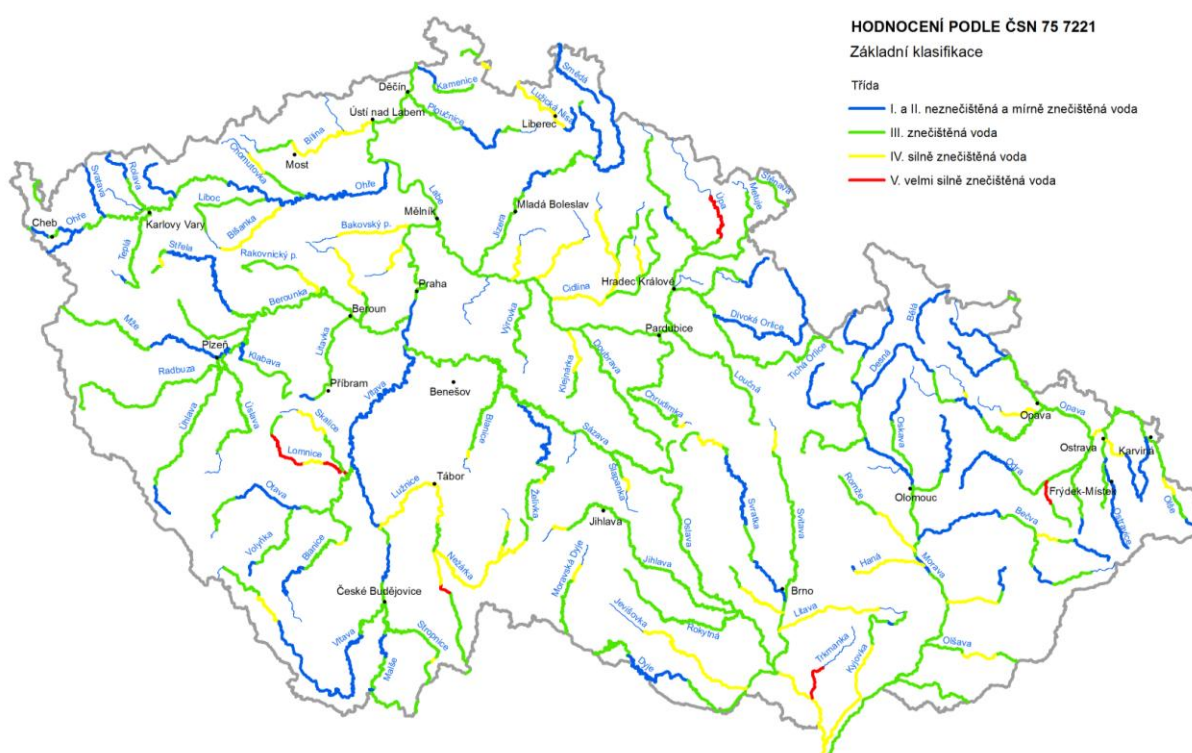 HODNOCENÍ PODLE ČSN 75 7221
Základní klasifikace
Třída
I. a II. neznečištěná a mírně znečištěná voda
III. znečištěná voda
IV. silně znečištěná voda
V. velmi silně znečištěná voda
Děčín
Kamenice
Smědá
Ústí nad Labem
Ploučnice
Lužická Nisa
Liberec
Bílina
Most
Chomutovka
Svatava
Rolava
Liboc
Ohře
Labe
Stěnava
Metuje
Úpa
Cheb
Ohře
Karlovy Vary
Teplá
Blšanka
Mělník
Mladá Boleslav
Jizera
Bakovský p.
Střela
Rakovnický p.
Praha
Cidlina
Hradec Králové
Berounka
Beroun
Výrovka
Divoká Orlice
Bělá
Mže
Plzeň
Klabava
Litavka
Pardubice
Tichá Orlice
Desná
Radbuza
Příbram
Vltava
Benešov
Klejnárka
Doubrava
Loučná
Chrudimka
Úhlava
Úslava
Skalice
Blanice
Sázava
Oskava
Opava
Opava
Ostrava
Karviná
Lomnice
Tábor
Lužnice
Želivka
Šlapanka
Svratka
Svitava
Romže
Olomouc
Odra
Frýdek-Místek
Olše
Ostravice
Otava
Volyňka
Blanice
Nežárka
Jihlava
Oslava
Bečva
Moravská Dyje
Jihlava
Haná
Morava
České Budějovice
Brno
Litava
Jevišovka
Rokytná
Vltava
Stropnice
Malše
Dyje
Trkmanka
Kyjovka
Olšava